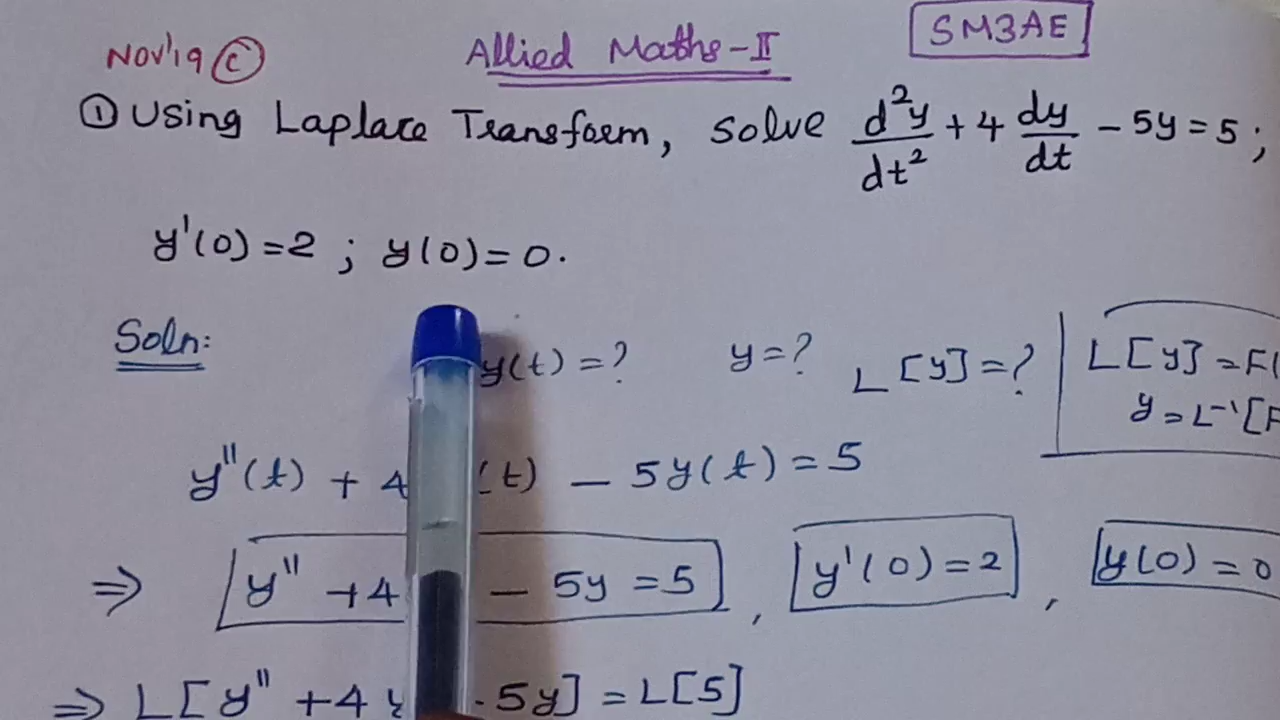 Nov'19 ⓒ Allied Maths-II SM3AE
① Using Laplace Transform, solve d²y/dt² + 4 dy/dt - 5y = 5 ;
y'(0) = 2 ; y(0) = 0.
Soln:
y(t) = ? y = ? L[y] = ? L[y] = F(
y = L⁻¹[F
y''(t) + 4 (t) - 5y(t) = 5
⇒ y'' + 4 - 5y = 5 , y'(0) = 2 , y(0) = 0
⇒ L[y'' + 4 y - 5y] = L[5]